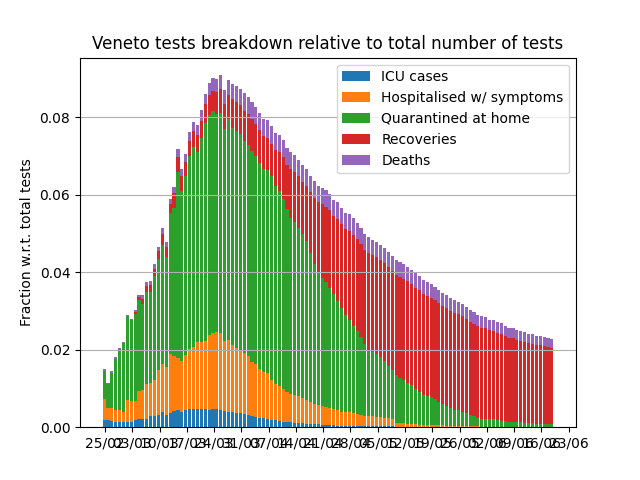 Veneto tests breakdown relative to total number of tests
ICU cases
Hospitalised w/ symptoms
Quarantined at home
Recoveries
Deaths
Fraction w.r.t. total tests
0.08
0.06
0.04
0.02
0.00
25/02 03/03 10/03 17/03 24/03 31/03 07/04 14/04 21/04 28/04 05/05 12/05 19/05 26/05 02/06 09/06 16/06 23/06